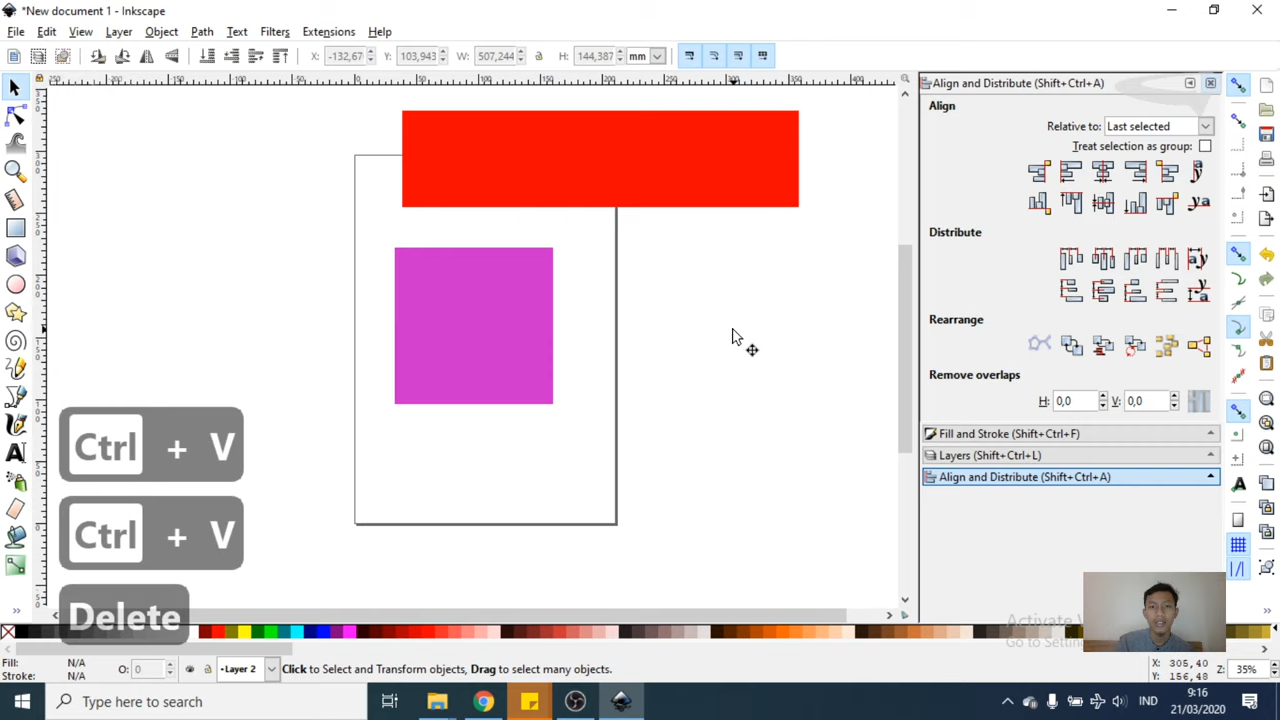 *New document 1 - Inkscape
File Edit View Layer Object Path Text Filters Extensions Help
X: -132,67 Y: 103,943 W: 507,244 H: 144,387 mm
Align and Distribute (Shift+Ctrl+A)
Align
Relative to: Last selected
Treat selection as group:
Distribute
Rearrange
Remove overlaps
H: 0,0 V: 0,0
Fill and Stroke (Shift+Ctrl+F)
Layers (Shift+Ctrl+L)
Align and Distribute (Shift+Ctrl+A)
Ctrl + V
Ctrl + V
Delete
Activate
Go to Setti
Fill: N/A
Stroke: N/A
O: 0
Layer 2
Click to Select and Transform objects, Drag to select many objects.
X: 305,40
Y: 156,48
Z: 35%
Type here to search
IND
9:16
21/03/2020